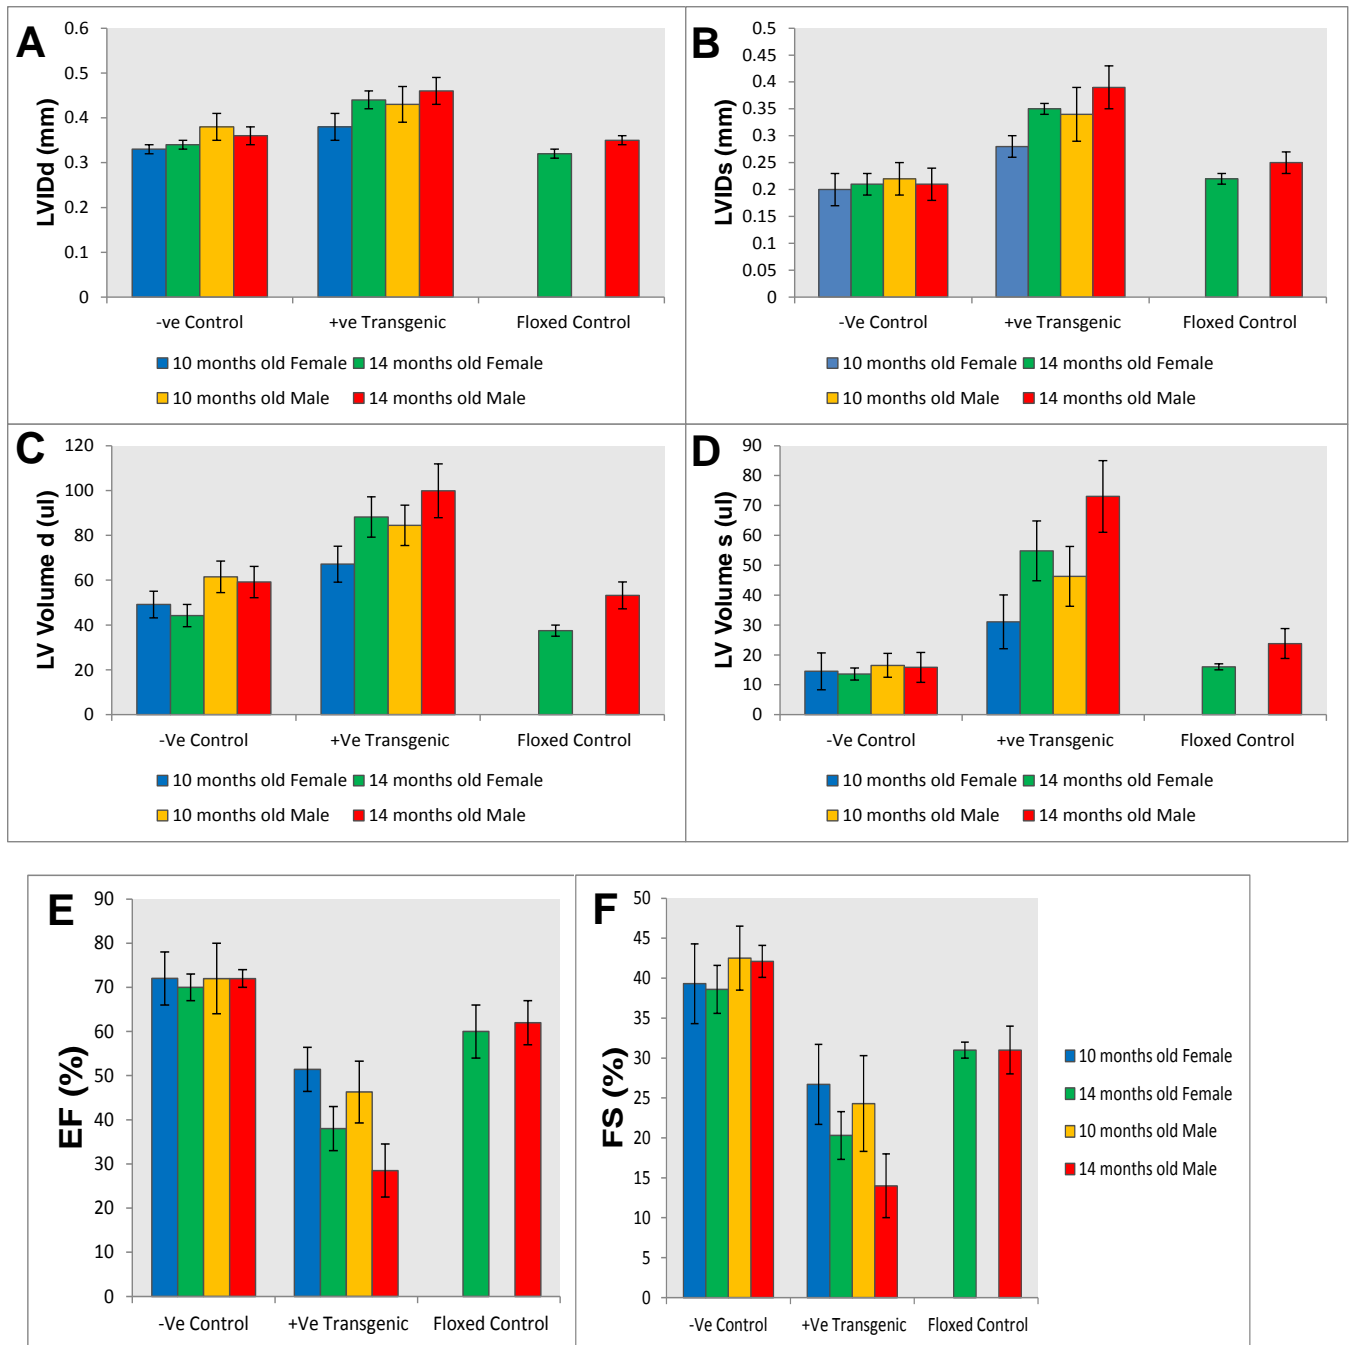 A
LVIDd (mm)
0.6
0.5
0.4
0.3
0.2
0.1
0
-ve Control +ve Transgenic Floxed Control
10 months old Female 14 months old Female
10 months old Male 14 months old Male
B
LVIDs (mm)
0.5
0.45
0.4
0.35
0.3
0.25
0.2
0.15
0.1
0.05
0
-Ve Control +ve Transgenic Floxed Control
10 months old Female 14 months old Female
10 months old Male 14 months old Male
C
LV Volume d (ul)
120
100
80
60
40
20
0
-Ve Control +Ve Transgenic Floxed Control
10 months old Female 14 months old Female
10 months old Male 14 months old Male
D
LV Volume s (ul)
90
80
70
60
50
40
30
20
10
0
-Ve Control +ve Transgenic Floxed Control
10 months old Female 14 months old Female
10 months old Male 14 months old Male
E
EF (%)
90
80
70
60
50
40
30
20
10
0
-Ve Control +Ve Transgenic Floxed Control
F
FS (%)
50
45
40
35
30
25
20
15
10
5
0
-Ve Control +Ve Transgenic Floxed Control
10 months old Female
14 months old Female
10 months old Male
14 months old Male